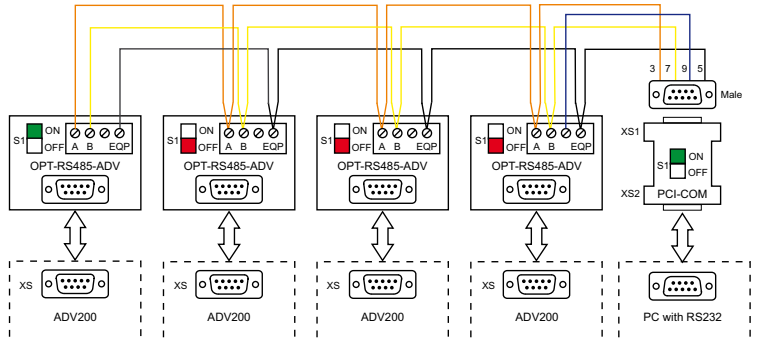 3 7 9 5
Male
S1 ON
OFF
A B EQP
OPT-RS485-ADV
S1 ON
OFF
A B EQP
OPT-RS485-ADV
S1 ON
OFF
A B EQP
OPT-RS485-ADV
S1 ON
OFF
A B EQP
OPT-RS485-ADV
XS1
S1 ON
OFF
XS2 PCI-COM
XS
ADV200
XS
ADV200
XS
ADV200
XS
ADV200
PC with RS232